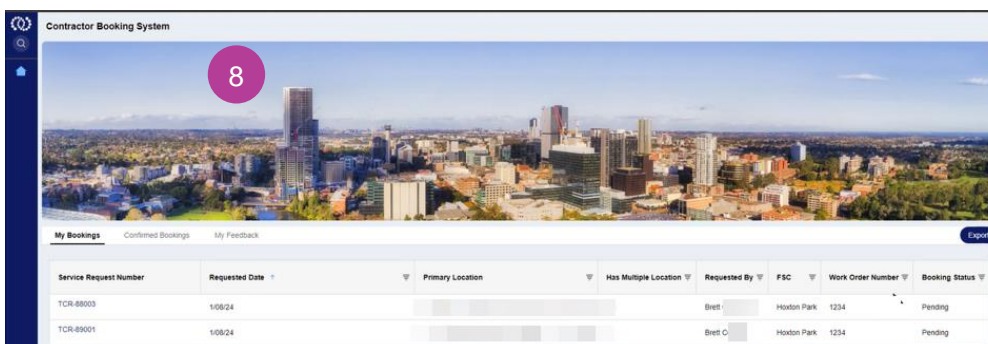 Contractor Booking System
8
My Bookings Confirmed Bookings My Feedback Export
Service Request Number Requested Date Primary Location Has Multiple Location Requested By FSC Work Order Number Booking Status
TCR-88003 1/08/24 Brett Hoxton Park 1234 Pending
TCR-89001 1/08/24 Brett C Hoxton Park 1234 Pending